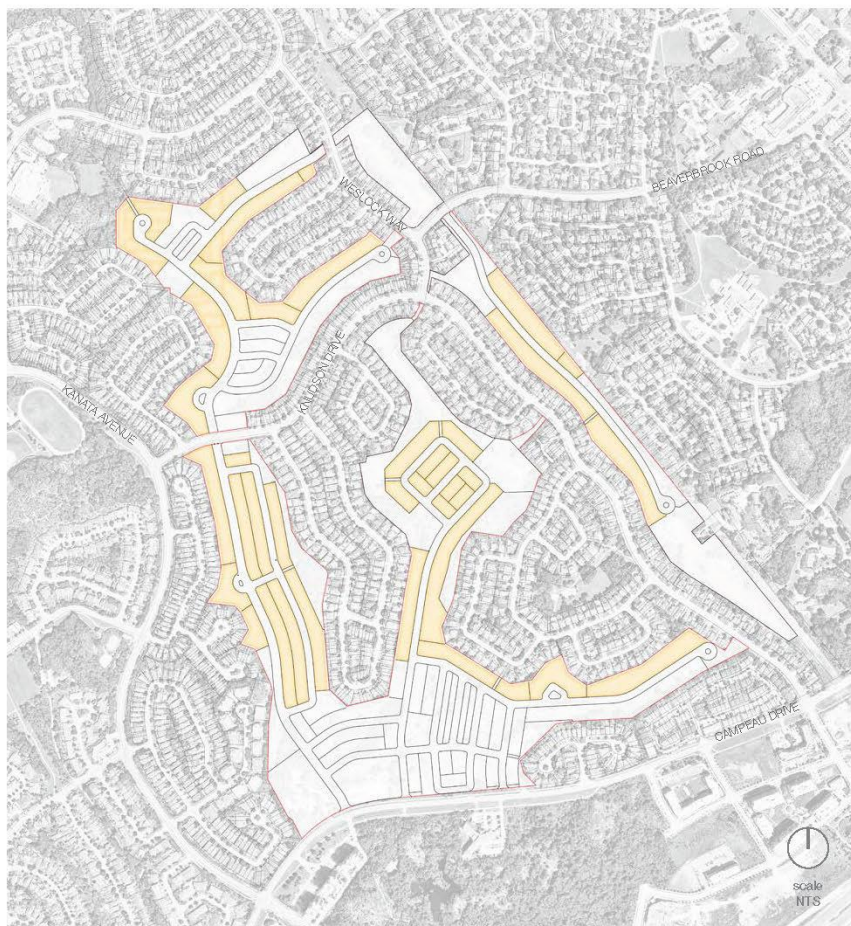 BEAVERBROOK ROAD
WESLOCK WAY
KNUDSON DRIVE
KANATA AVENUE
CAMPEAU DRIVE
scale
NTS